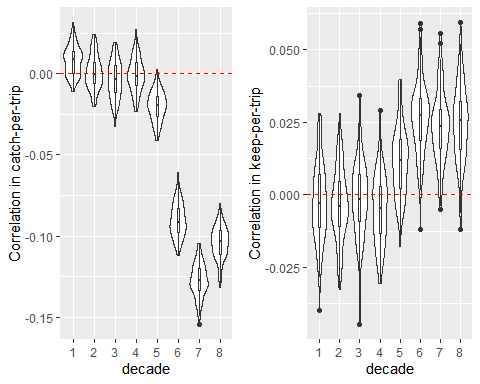 Correlation in catch-per-trip
0.00
-0.05
-0.10
-0.15
1 2 3 4 5 6 7 8
decade
Correlation in keep-per-trip
0.050
0.025
0.000
-0.025
1 2 3 4 5 6 7 8
decade